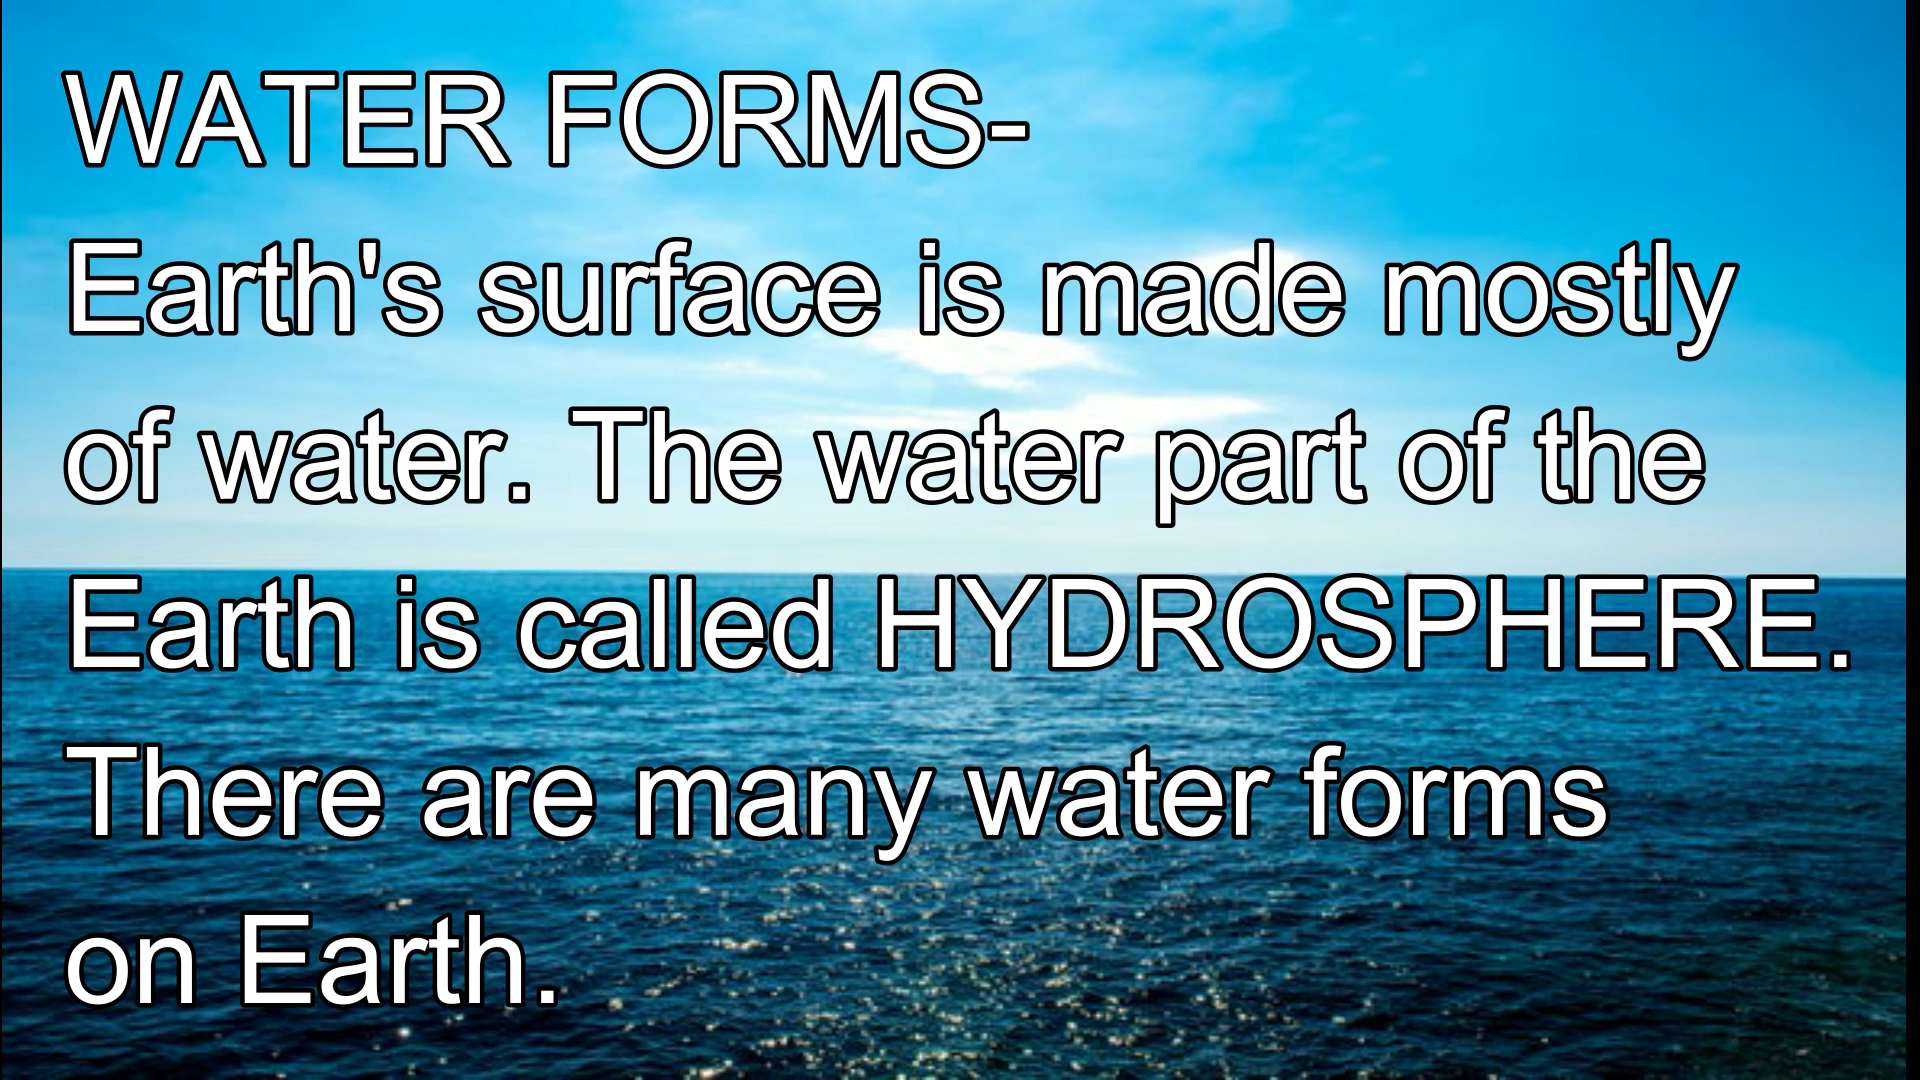 WATER FORMS-
Earth's surface is made mostly
of water. The water part of the
Earth is called HYDROSPHERE.
There are many water forms
on Earth.